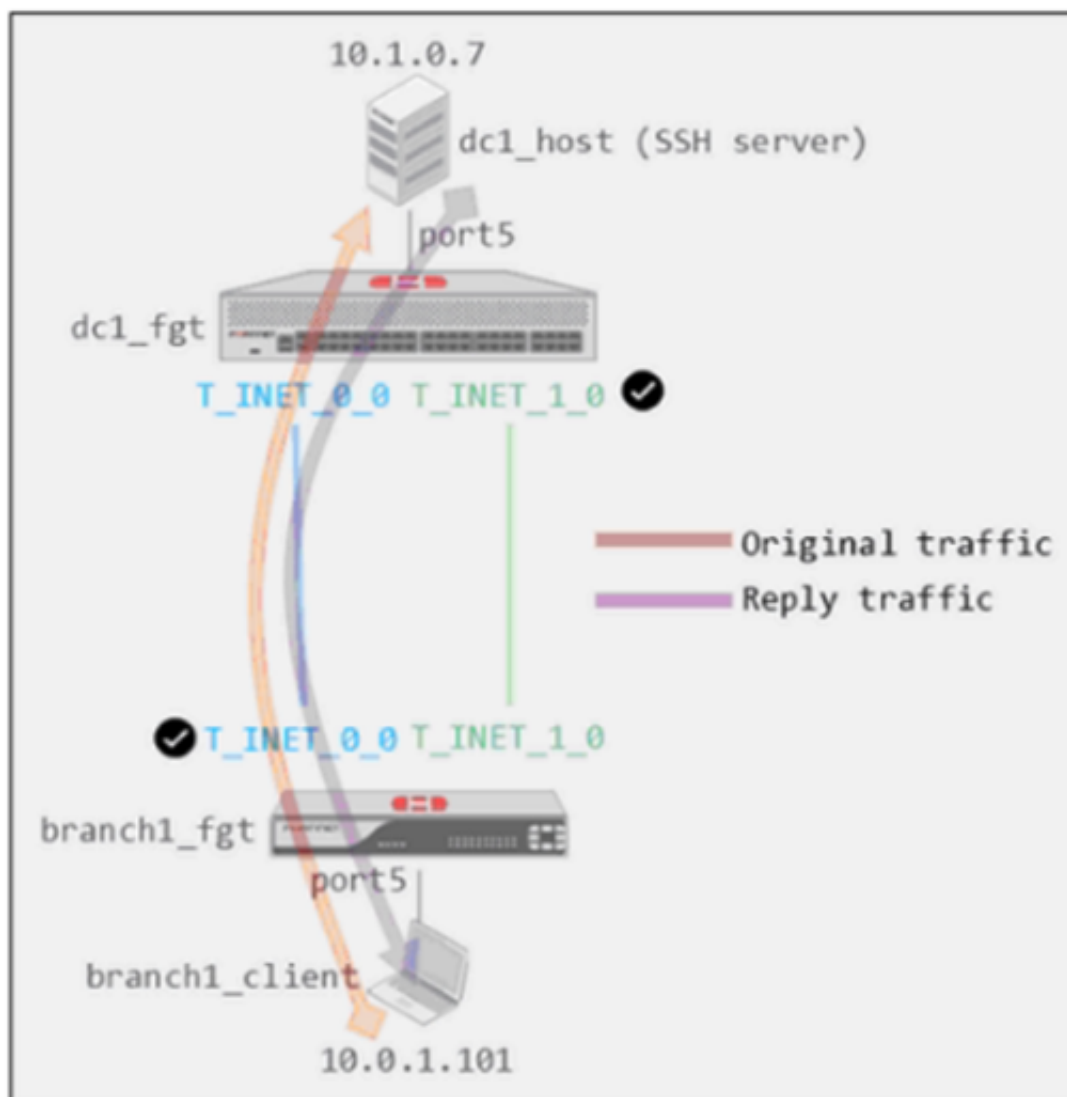 10.1.0.7
dc1_host (SSH server)
port5
dc1_fgt
T_INET_0_0 T_INET_1_0
Original traffic
Reply traffic
T_INET_0_0 T_INET_1_0
branch1_fgt
port5
branch1_client
10.0.1.101